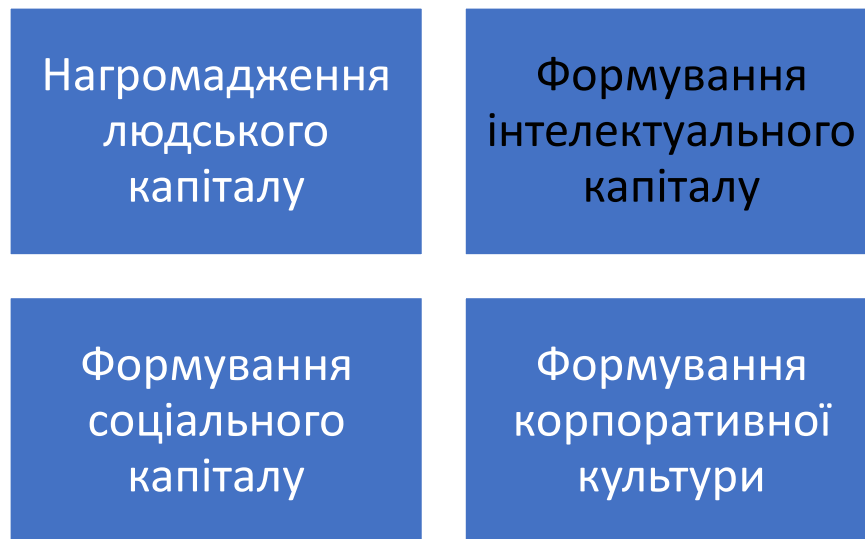 Нагромадження
людського
капіталу
Формування
інтелектуального
капіталу
Формування
соціального
капіталу
Формування
корпоративної
культури